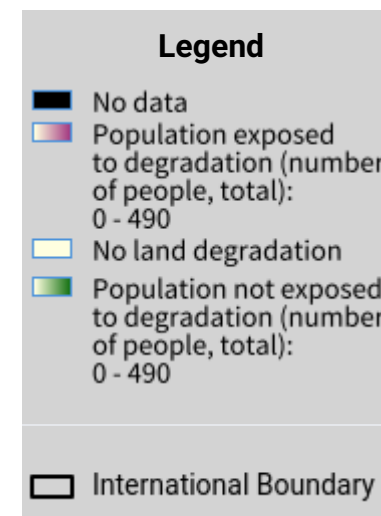 Legend
No data
Population exposed
to degradation (number
of people, total):
0 - 490
No land degradation
Population not exposed
to degradation (number
of people, total):
0 - 490
International Boundary